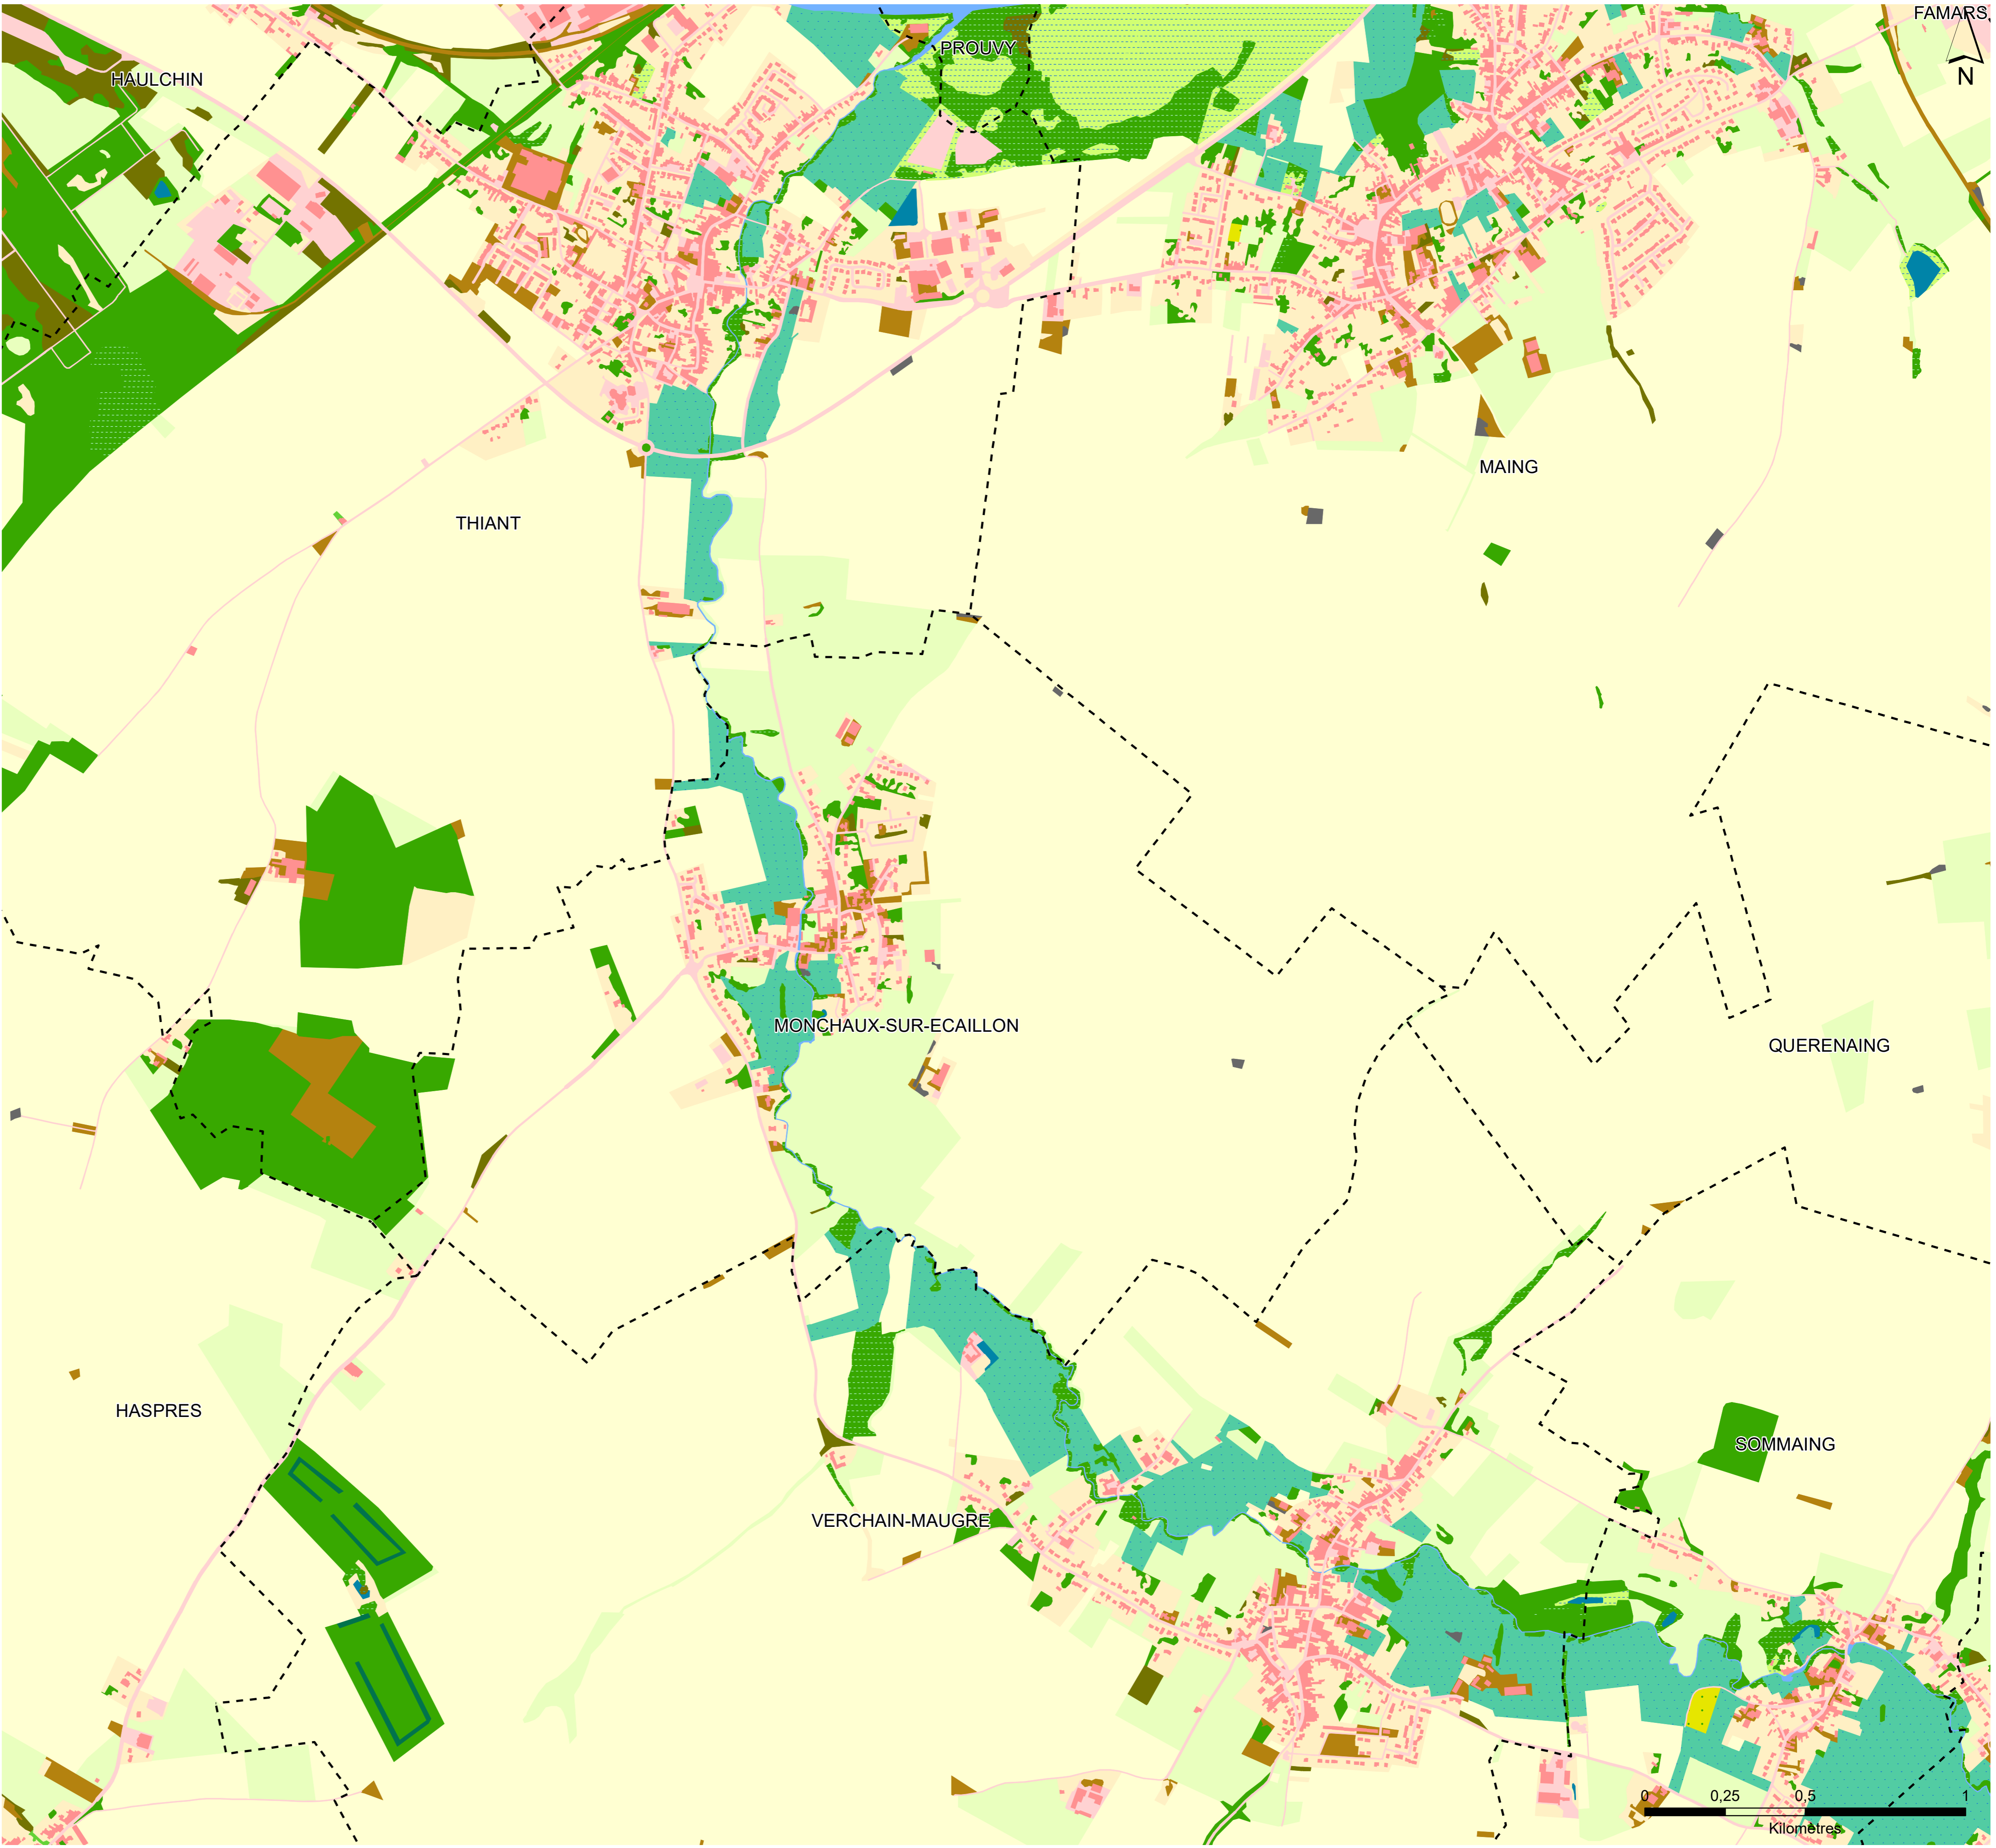 FAMARS
PROUVY
HAULCHIN
N
MAING
THIANT
MONCHAUX-SUR-ECAILLON
QUERENAING
HASPRES
SOMMAING
VERCHAIN-MAUGRE
0 0,25 0,5 1
Kilomètres